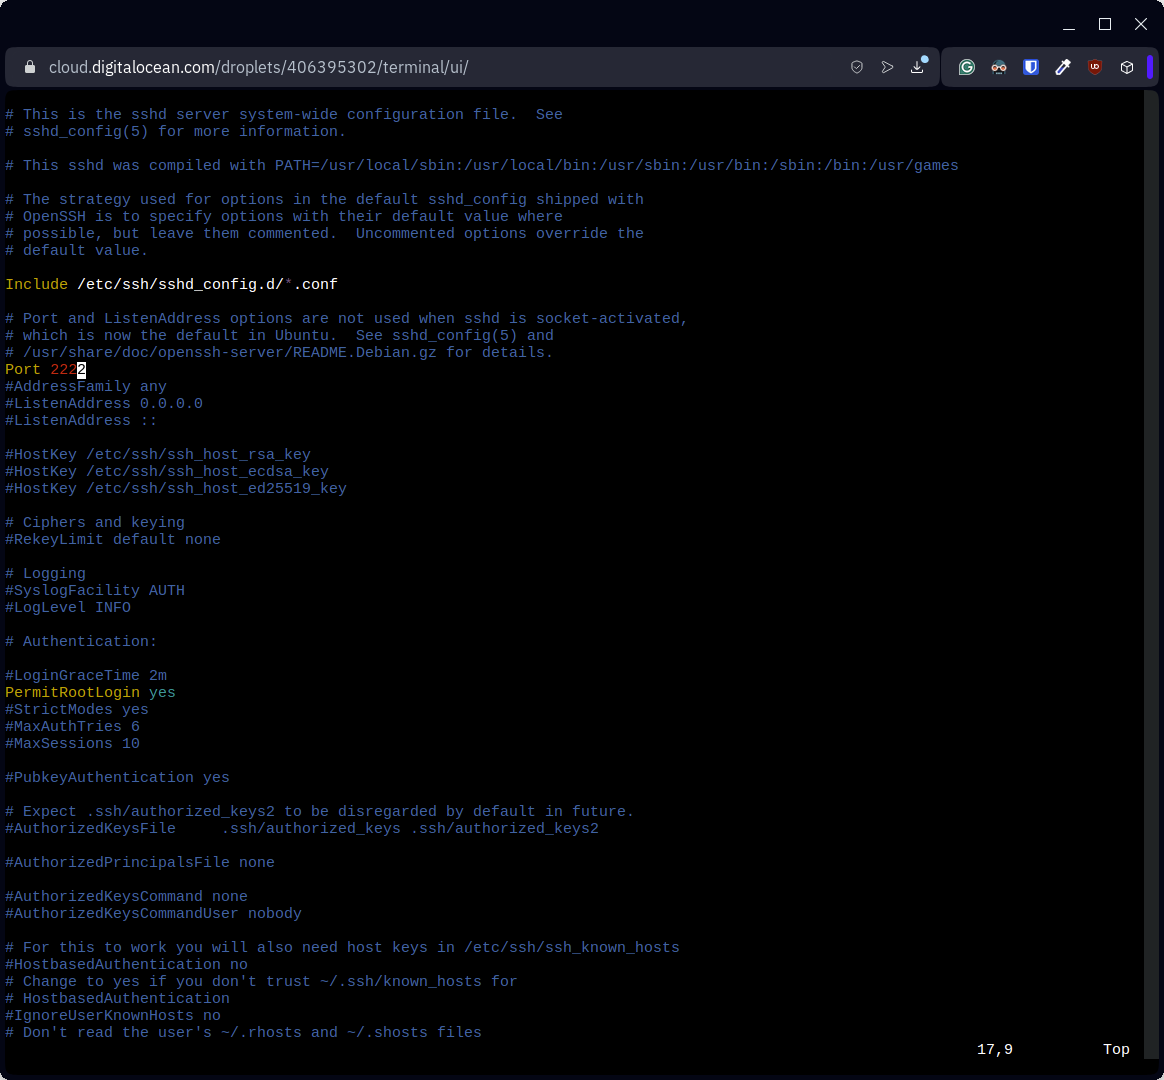 cloud.digitalocean.com/droplets/406395302/terminal/ui/
# This is the sshd server system-wide configuration file.  See
# sshd_config(5) for more information.
# This sshd was compiled with PATH=/usr/local/sbin:/usr/local/bin:/usr/sbin:/usr/bin:/sbin:/bin:/usr/games
# The strategy used for options in the default sshd_config shipped with
# OpenSSH is to specify options with their default value where
# possible, but leave them commented.  Uncommented options override the
# default value.
Include /etc/ssh/sshd_config.d/*.conf
# Port and ListenAddress options are not used when sshd is socket-activated,
# which is now the default in Ubuntu.  See sshd_config(5) and
# /usr/share/doc/openssh-server/README.Debian.gz for details.
Port 2222
#AddressFamily any
#ListenAddress 0.0.0.0
#ListenAddress ::
#HostKey /etc/ssh/ssh_host_rsa_key
#HostKey /etc/ssh/ssh_host_ecdsa_key
#HostKey /etc/ssh/ssh_host_ed25519_key
# Ciphers and keying
#RekeyLimit default none
# Logging
#SyslogFacility AUTH
#LogLevel INFO
# Authentication:
#LoginGraceTime 2m
PermitRootLogin yes
#StrictModes yes
#MaxAuthTries 6
#MaxSessions 10
#PubkeyAuthentication yes
# Expect .ssh/authorized_keys2 to be disregarded by default in future.
#AuthorizedKeysFile     .ssh/authorized_keys .ssh/authorized_keys2
#AuthorizedPrincipalsFile none
#AuthorizedKeysCommand none
#AuthorizedKeysCommandUser nobody
# For this to work you will also need host keys in /etc/ssh/ssh_known_hosts
#HostbasedAuthentication no
# Change to yes if you don't trust ~/.ssh/known_hosts for
# HostbasedAuthentication
#IgnoreUserKnownHosts no
# Don't read the user's ~/.rhosts and ~/.shosts files
17,9 Top